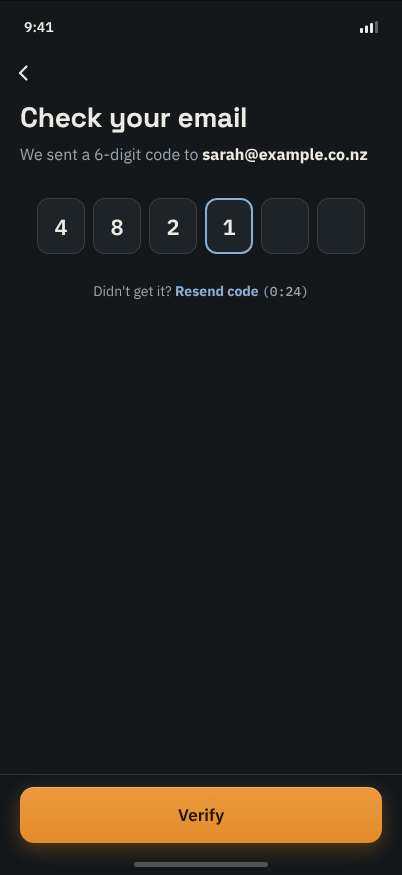 9:41
Check your email
We sent a 6-digit code to sarah@example.co.nz
4 8 2 1
Didn't get it? Resend code (0:24)
Verify